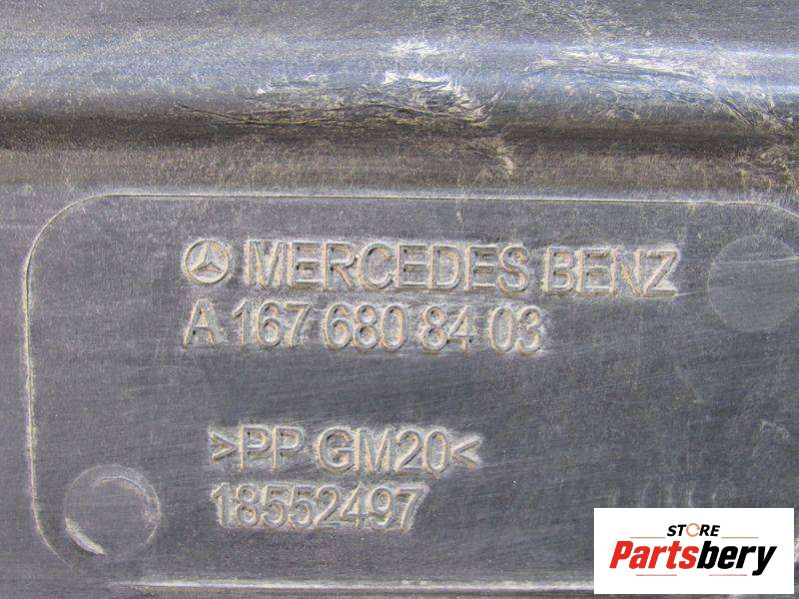 MERCEDES BENZ
A 167 680 84 03
>PP GM20<
18552497
STORE
Partsbery